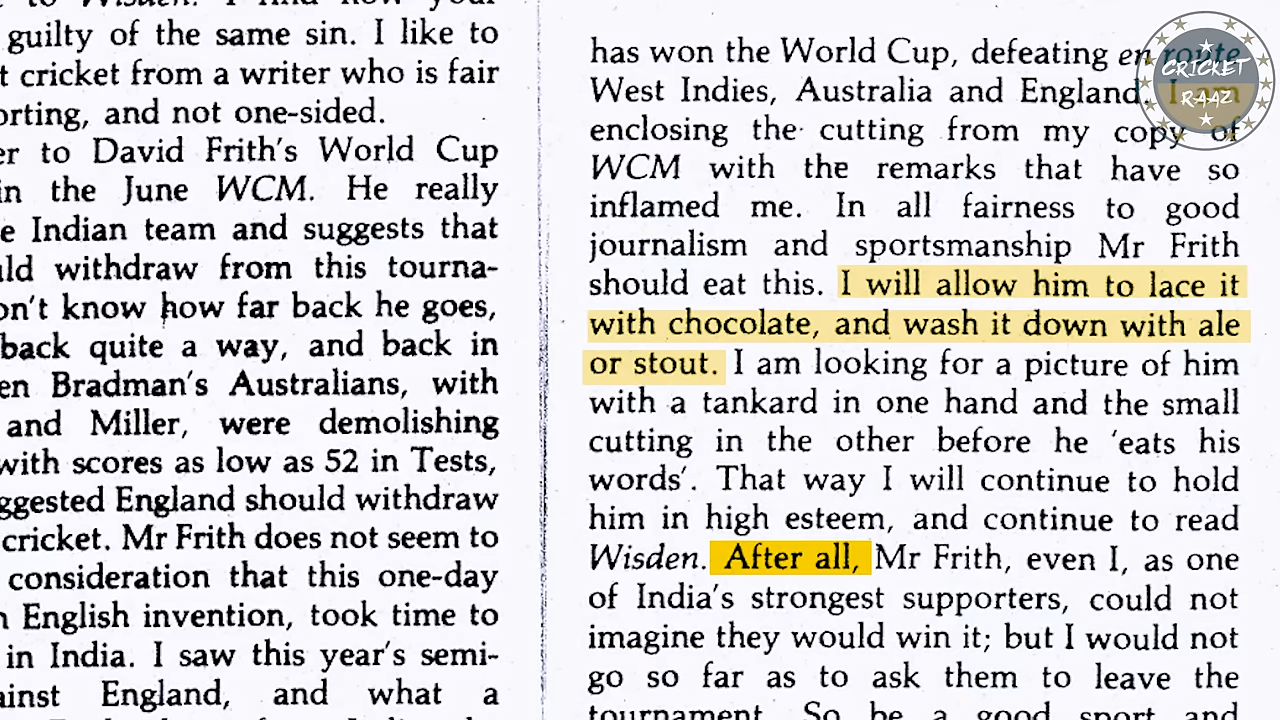 guilty of the same sin. I like to
cricket from a writer who is fair
and not one-sided.
to David Frith's World Cup
in the June WCM. He really
Indian team and suggests that
withdraw from this tourna-
know how far back he goes,
back quite a way, and back in
Bradman's Australians, with
and Miller, were demolishing
with scores as low as 52 in Tests,
England should withdraw
cricket. Mr Frith does not seem to
consideration that this one-day
English invention, took time to
in India. I saw this year's semi-
England, and what a
has won the World Cup, defeating en route
West Indies, Australia and England. I am
enclosing the cutting from my copy of
WCM with the remarks that have so
inflamed me. In all fairness to good
journalism and sportsmanship Mr Frith
should eat this. I will allow him to lace it
with chocolate, and wash it down with ale
or stout. I am looking for a picture of him
with a tankard in one hand and the small
cutting in the other before he 'eats his
words'. That way I will continue to hold
him in high esteem, and continue to read
Wisden. After all, Mr Frith, even I, as one
of India's strongest supporters, could not
imagine they would win it; but I would not
go so far as to ask them to leave the
tournament. So be a good sport and
CRICKET
RAAZ